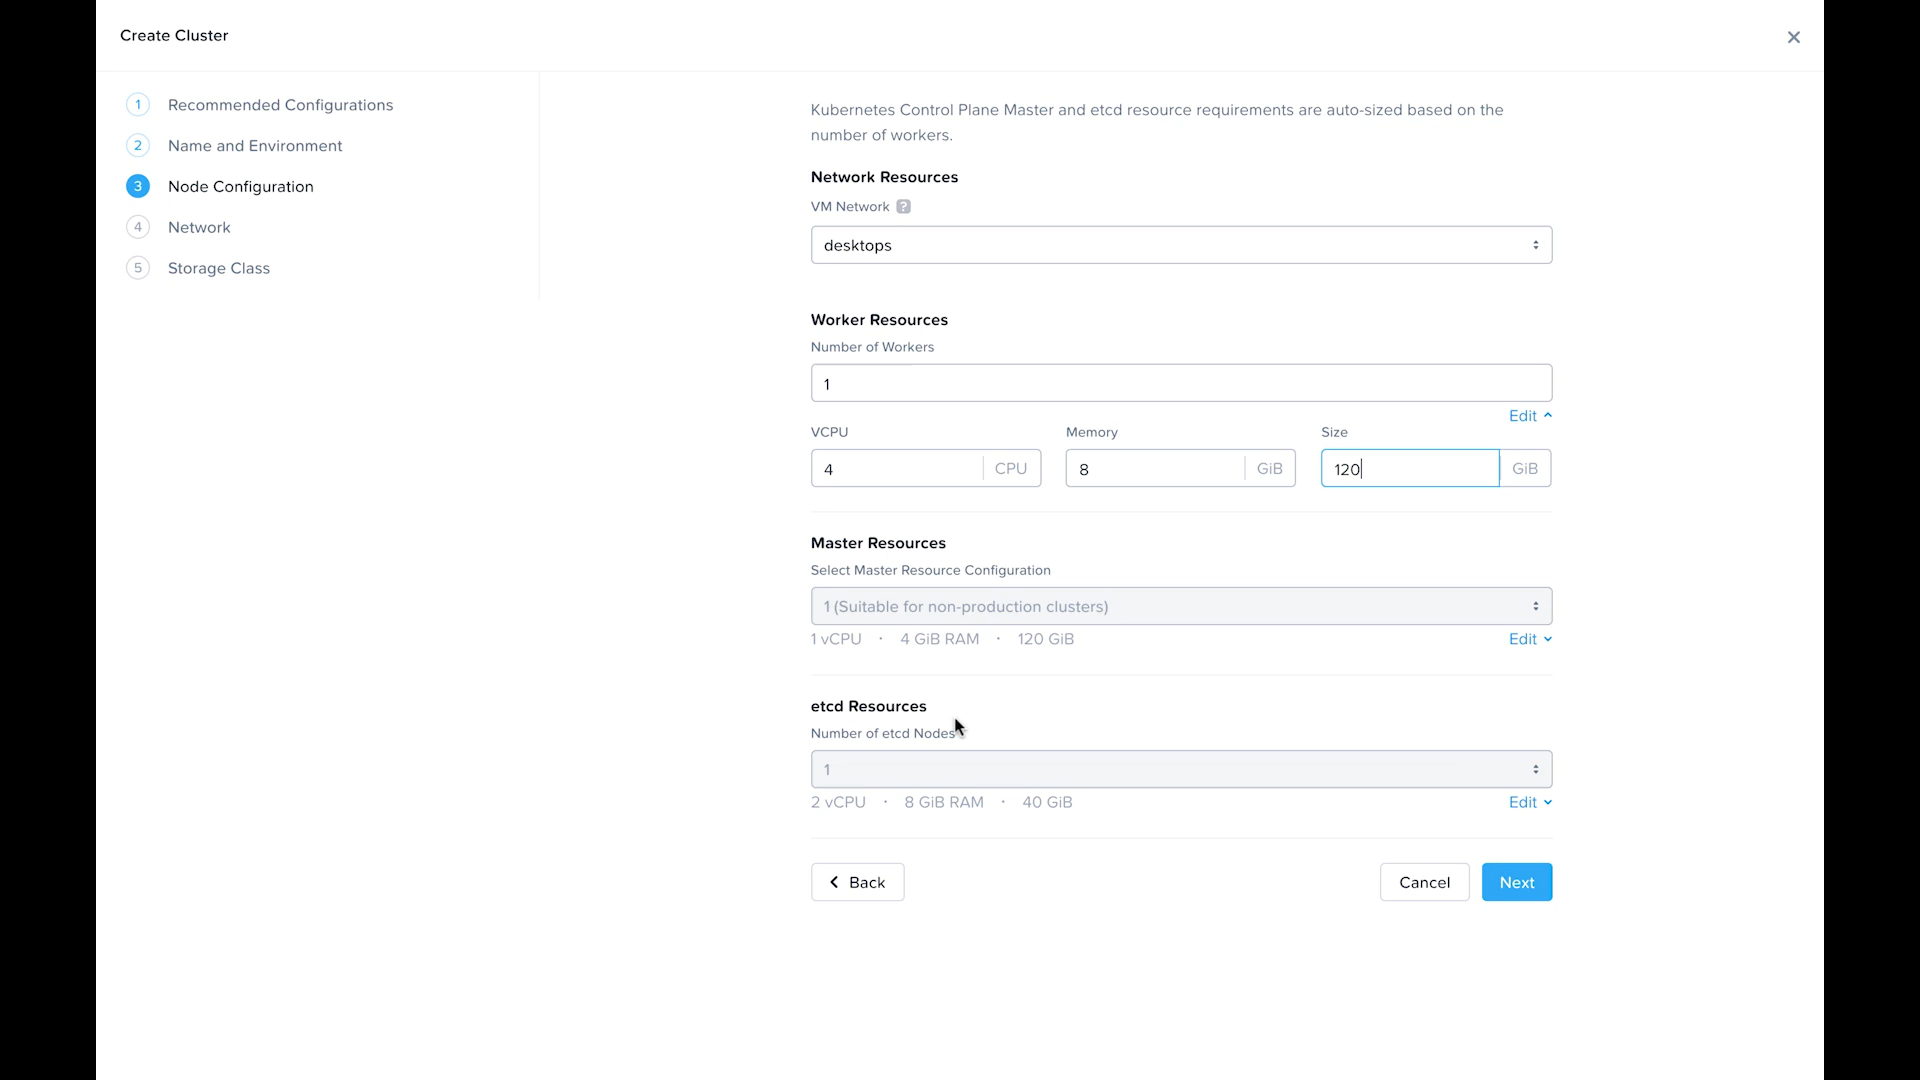 Create Cluster
1 Recommended Configurations
2 Name and Environment
3 Node Configuration
4 Network
5 Storage Class
Kubernetes Control Plane Master and etcd resource requirements are auto-sized based on the
number of workers.
Network Resources
VM Network ?
desktops
Worker Resources
Number of Workers
1
Edit
VCPU Memory Size
4 CPU 8 GiB 120 GiB
Master Resources
Select Master Resource Configuration
1 (Suitable for non-production clusters)
1 vCPU · 4 GiB RAM · 120 GiB Edit
etcd Resources
Number of etcd Nodes
1
2 vCPU · 8 GiB RAM · 40 GiB Edit
Back Cancel Next